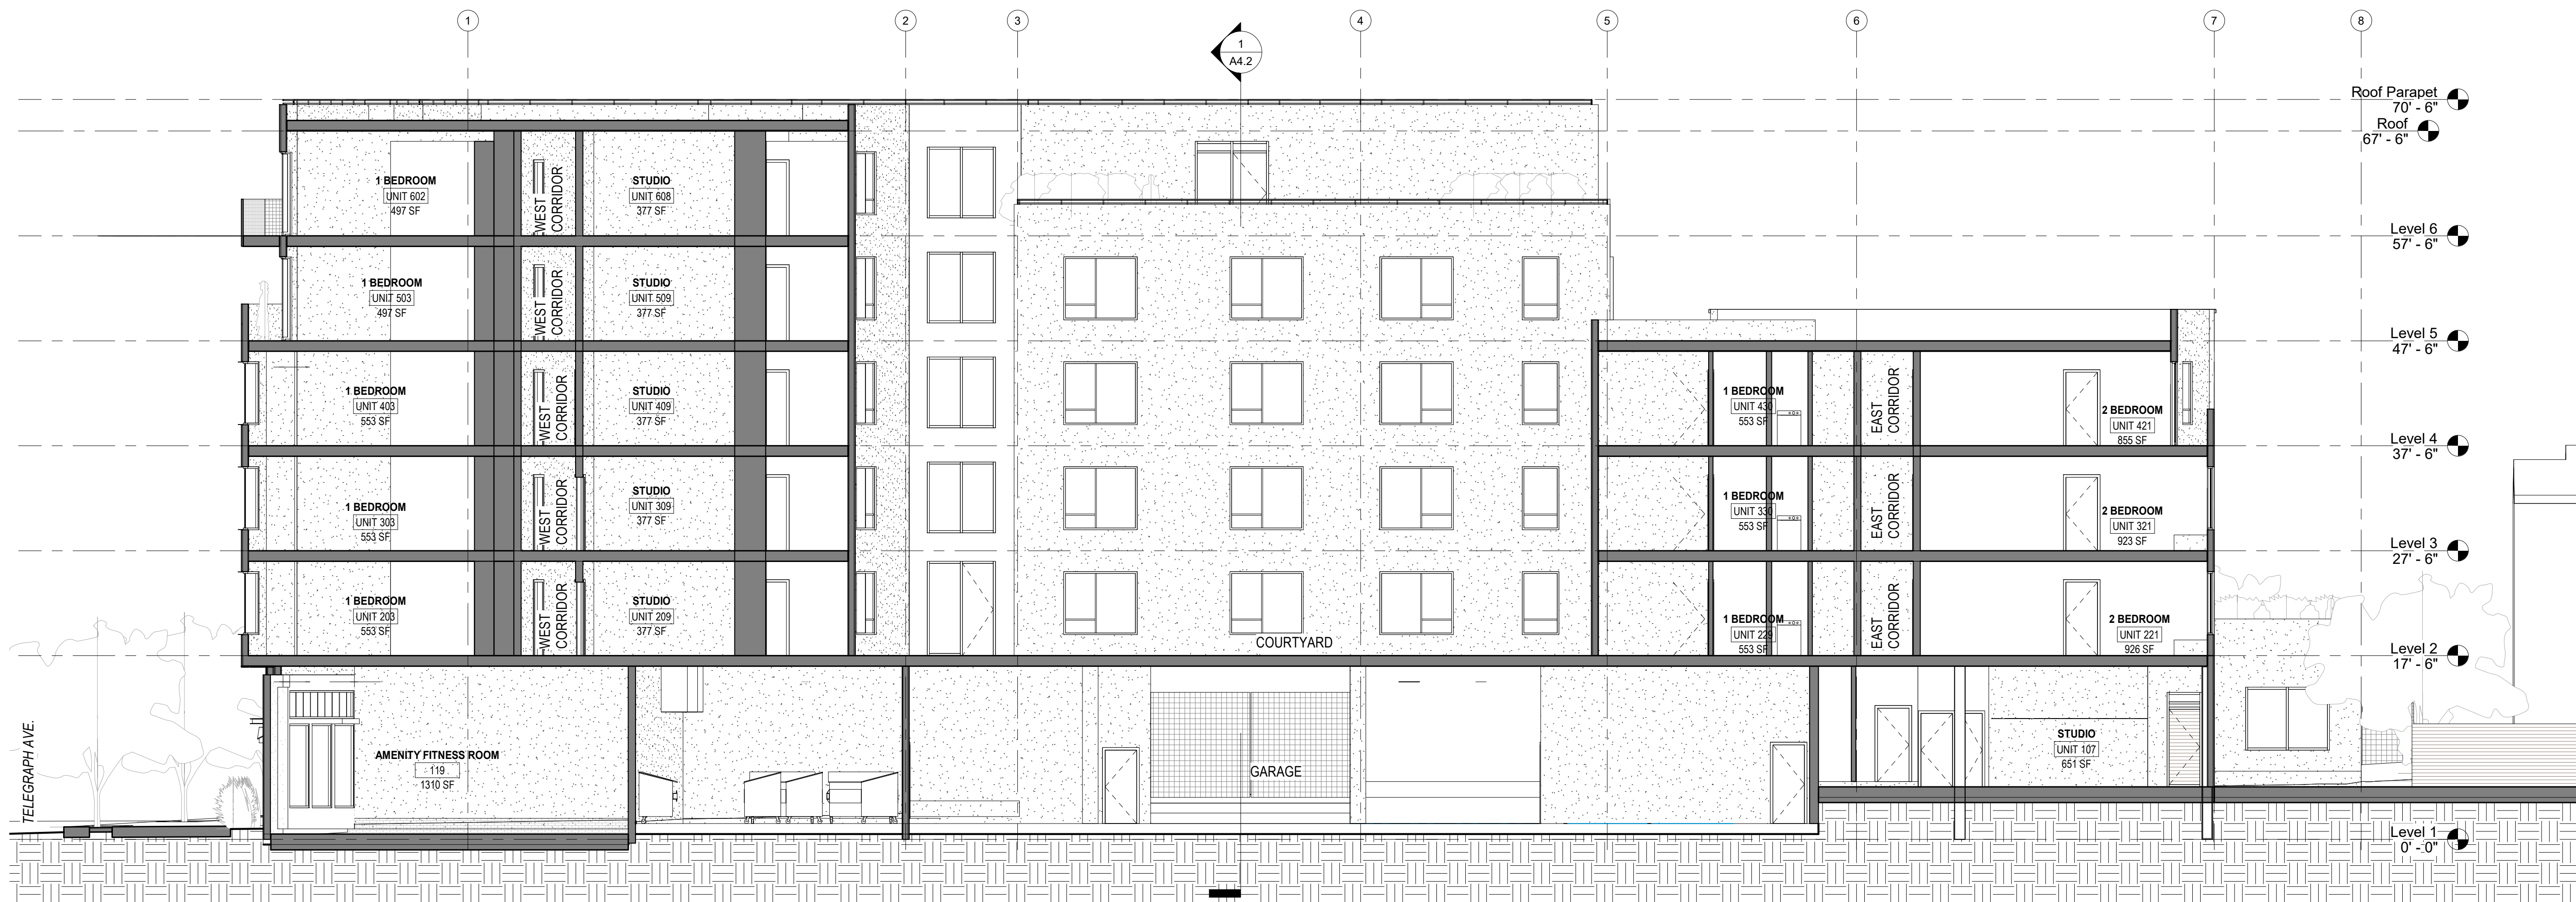 1
2
3
4
5
6
7
8
1
A4.2
Roof Parapet
70' - 6"
Roof
67' - 6"
1 BEDROOM
UNIT 602
497 SF
WEST
CORRIDOR
STUDIO
UNIT 608
377 SF
Level 6
57' - 6"
1 BEDROOM
UNIT 503
497 SF
WEST
CORRIDOR
STUDIO
UNIT 509
377 SF
Level 5
47' - 6"
1 BEDROOM
UNIT 403
553 SF
WEST
CORRIDOR
STUDIO
UNIT 409
377 SF
1 BEDROOM
UNIT 430
553 SF
EAST
CORRIDOR
2 BEDROOM
UNIT 421
855 SF
Level 4
37' - 6"
1 BEDROOM
UNIT 303
553 SF
WEST
CORRIDOR
STUDIO
UNIT 309
377 SF
1 BEDROOM
UNIT 330
553 SF
EAST
CORRIDOR
2 BEDROOM
UNIT 321
923 SF
Level 3
27' - 6"
1 BEDROOM
UNIT 203
553 SF
WEST
CORRIDOR
STUDIO
UNIT 209
377 SF
COURTYARD
1 BEDROOM
UNIT 229
553 SF
EAST
CORRIDOR
2 BEDROOM
UNIT 221
926 SF
Level 2
17' - 6"
TELEGRAPH AVE.
AMENITY FITNESS ROOM
119
1310 SF
GARAGE
STUDIO
UNIT 107
651 SF
Level 1
0' - 0"